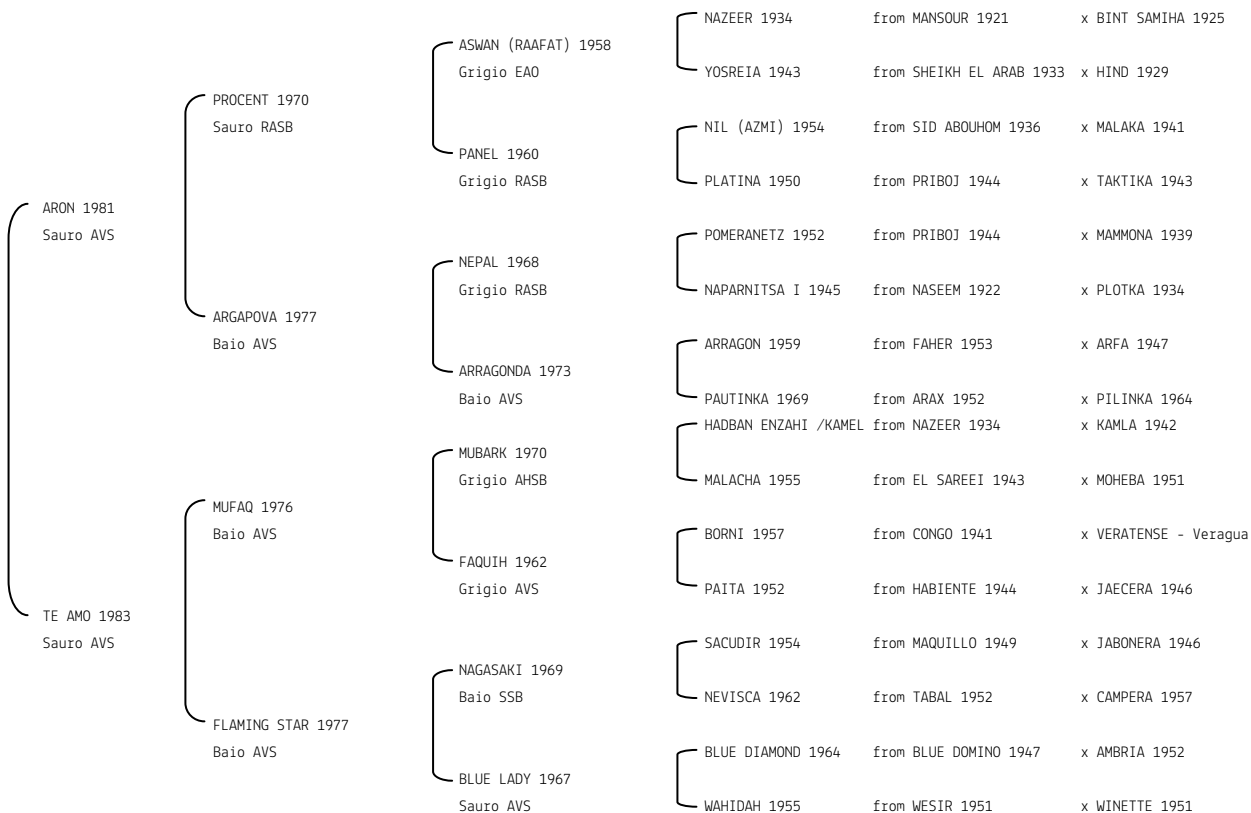 NAZEER 1934 from MANSOUR 1921 x BINT SAMIHA 1925
ASWAN (RAAFAT) 1958
Grigio EAO
YOSREIA 1943 from SHEIKH EL ARAB 1933 x HIND 1929
PROCENT 1970
Sauro RASB
NIL (AZMI) 1954 from SID ABOUHOM 1936 x MALAKA 1941
PANEL 1960
Grigio RASB
PLATINA 1950 from PRIBOJ 1944 x TAKTIKA 1943
ARON 1981
Sauro AVS
POMERANETZ 1952 from PRIBOJ 1944 x MAMMONA 1939
NEPAL 1968
Grigio RASB
NAPARNITSA I 1945 from NASEEM 1922 x PLOTKA 1934
ARGAPOVA 1977
Baio AVS
ARRAGON 1959 from FAHER 1953 x ARFA 1947
ARRAGONDA 1973
Baio AVS
PAUTINKA 1969 from ARAX 1952 x PILINKA 1964
HADBAN ENZAHI /KAMEL from NAZEER 1934 x KAMLA 1942
MUBARK 1970
Grigio AHSB
MALACHA 1955 from EL SAREEI 1943 x MOHEBA 1951
MUFAQ 1976
Baio AVS
BORNI 1957 from CONGO 1941 x VERATENSE - Veragua
FAQUIH 1962
Grigio AVS
PAITA 1952 from HABIENTE 1944 x JAECERA 1946
TE AMO 1983
Sauro AVS
SACUDIR 1954 from MAQUILLO 1949 x JABONERA 1946
NAGASAKI 1969
Baio SSB
NEVISCA 1962 from TABAL 1952 x CAMPERA 1957
FLAMING STAR 1977
Baio AVS
BLUE DIAMOND 1964 from BLUE DOMINO 1947 x AMBRIA 1952
BLUE LADY 1967
Sauro AVS
WAHIDAH 1955 from WESIR 1951 x WINETTE 1951